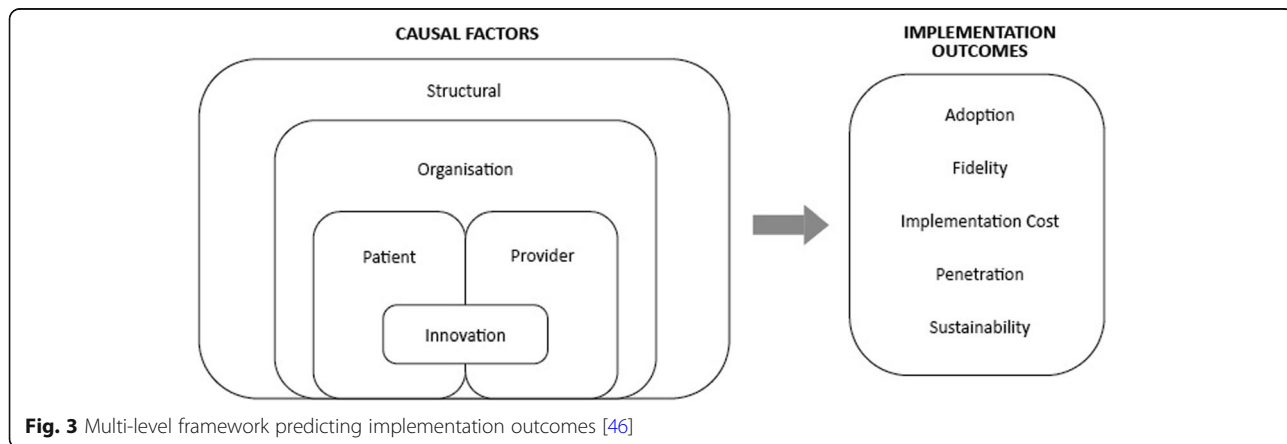 CAUSAL FACTORS
Structural
Organisation
Patient
Provider
Innovation
IMPLEMENTATION
OUTCOMES
Adoption
Fidelity
Implementation Cost
Penetration
Sustainability
Fig. 3 Multi-level framework predicting implementation outcomes [46]